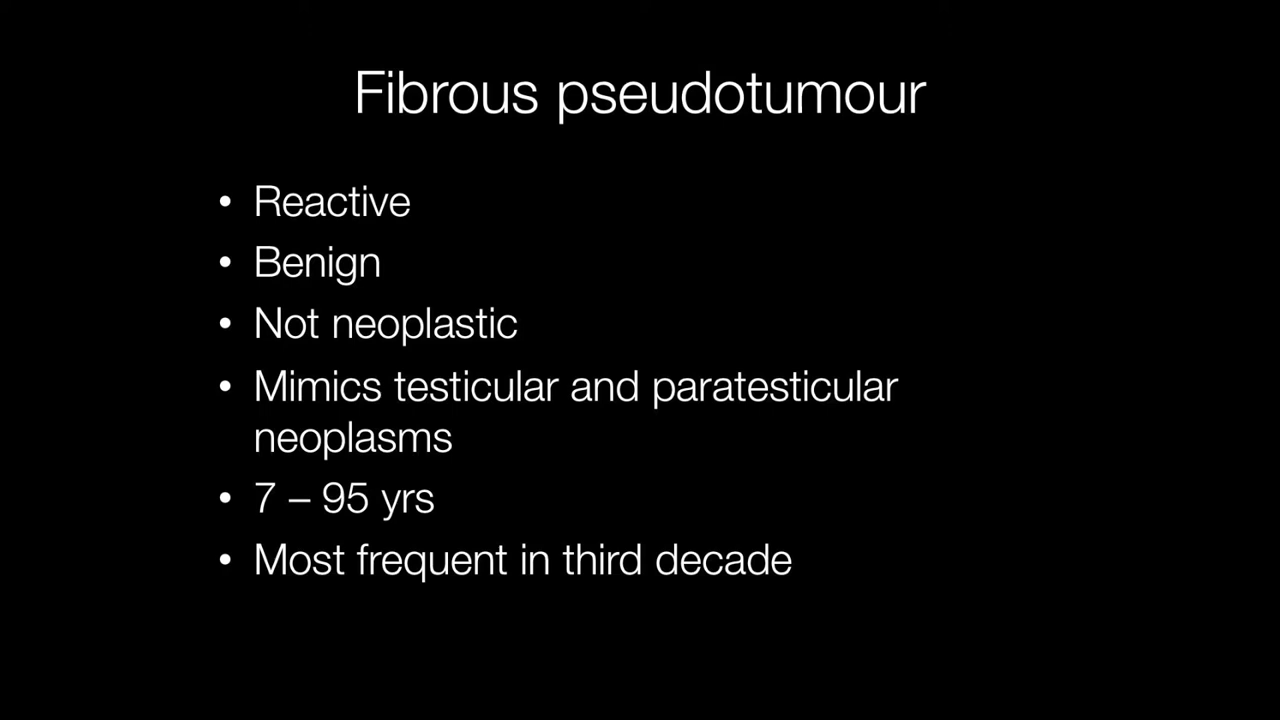 Fibrous pseudotumour
• Reactive
• Benign
• Not neoplastic
• Mimics testicular and paratesticular
neoplasms
• 7 – 95 yrs
• Most frequent in third decade